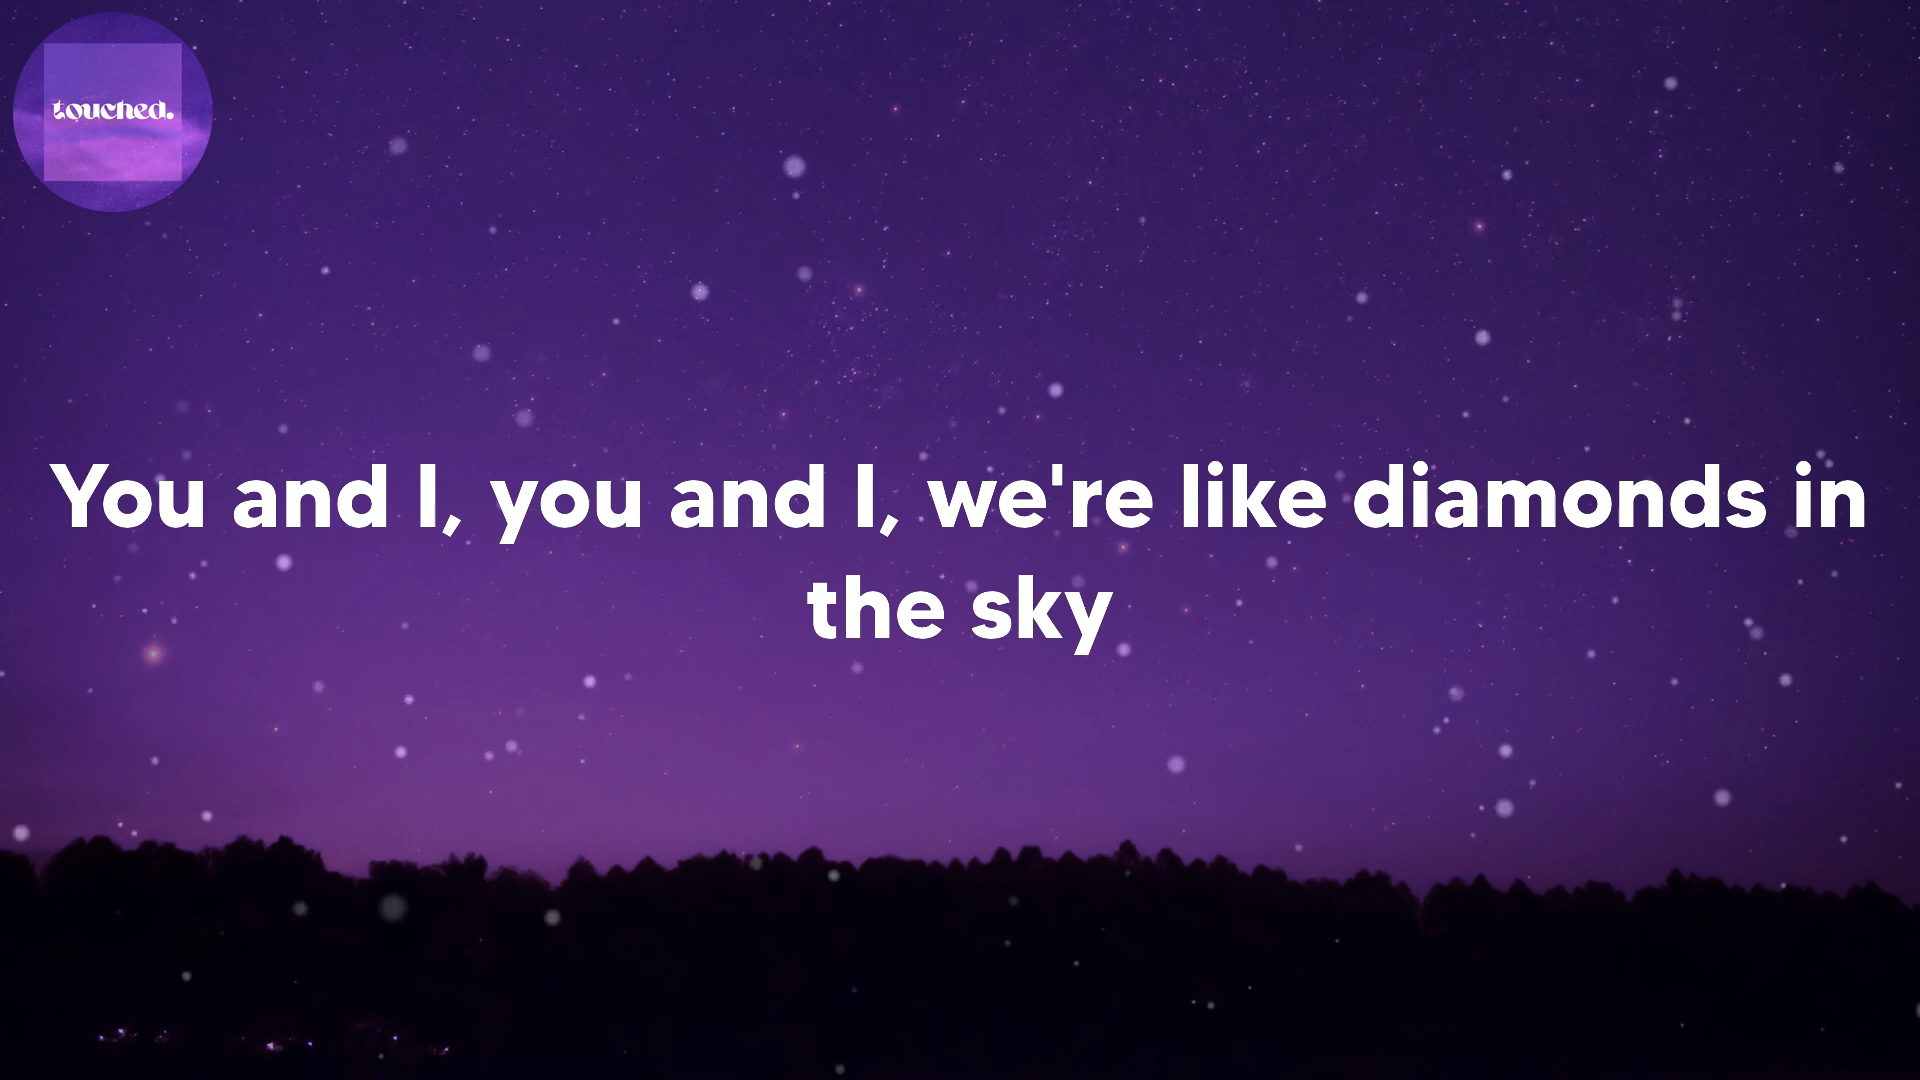 touched.
You and I, you and I, we're like diamonds in
the sky